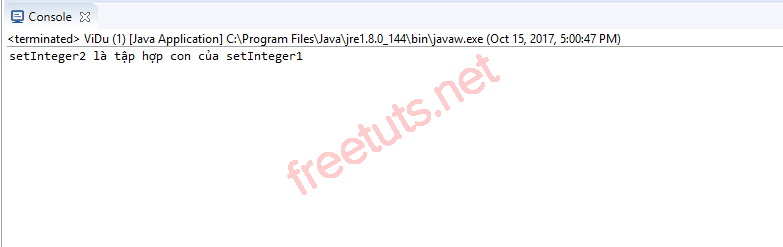 Console
<terminated> ViDu (1) [Java Application] C:\Program Files\Java\jre1.8.0_144\bin\javaw.exe (Oct 15, 2017, 5:00:47 PM)
setInteger2 là tập hợp con của setInteger1
freetuts.net